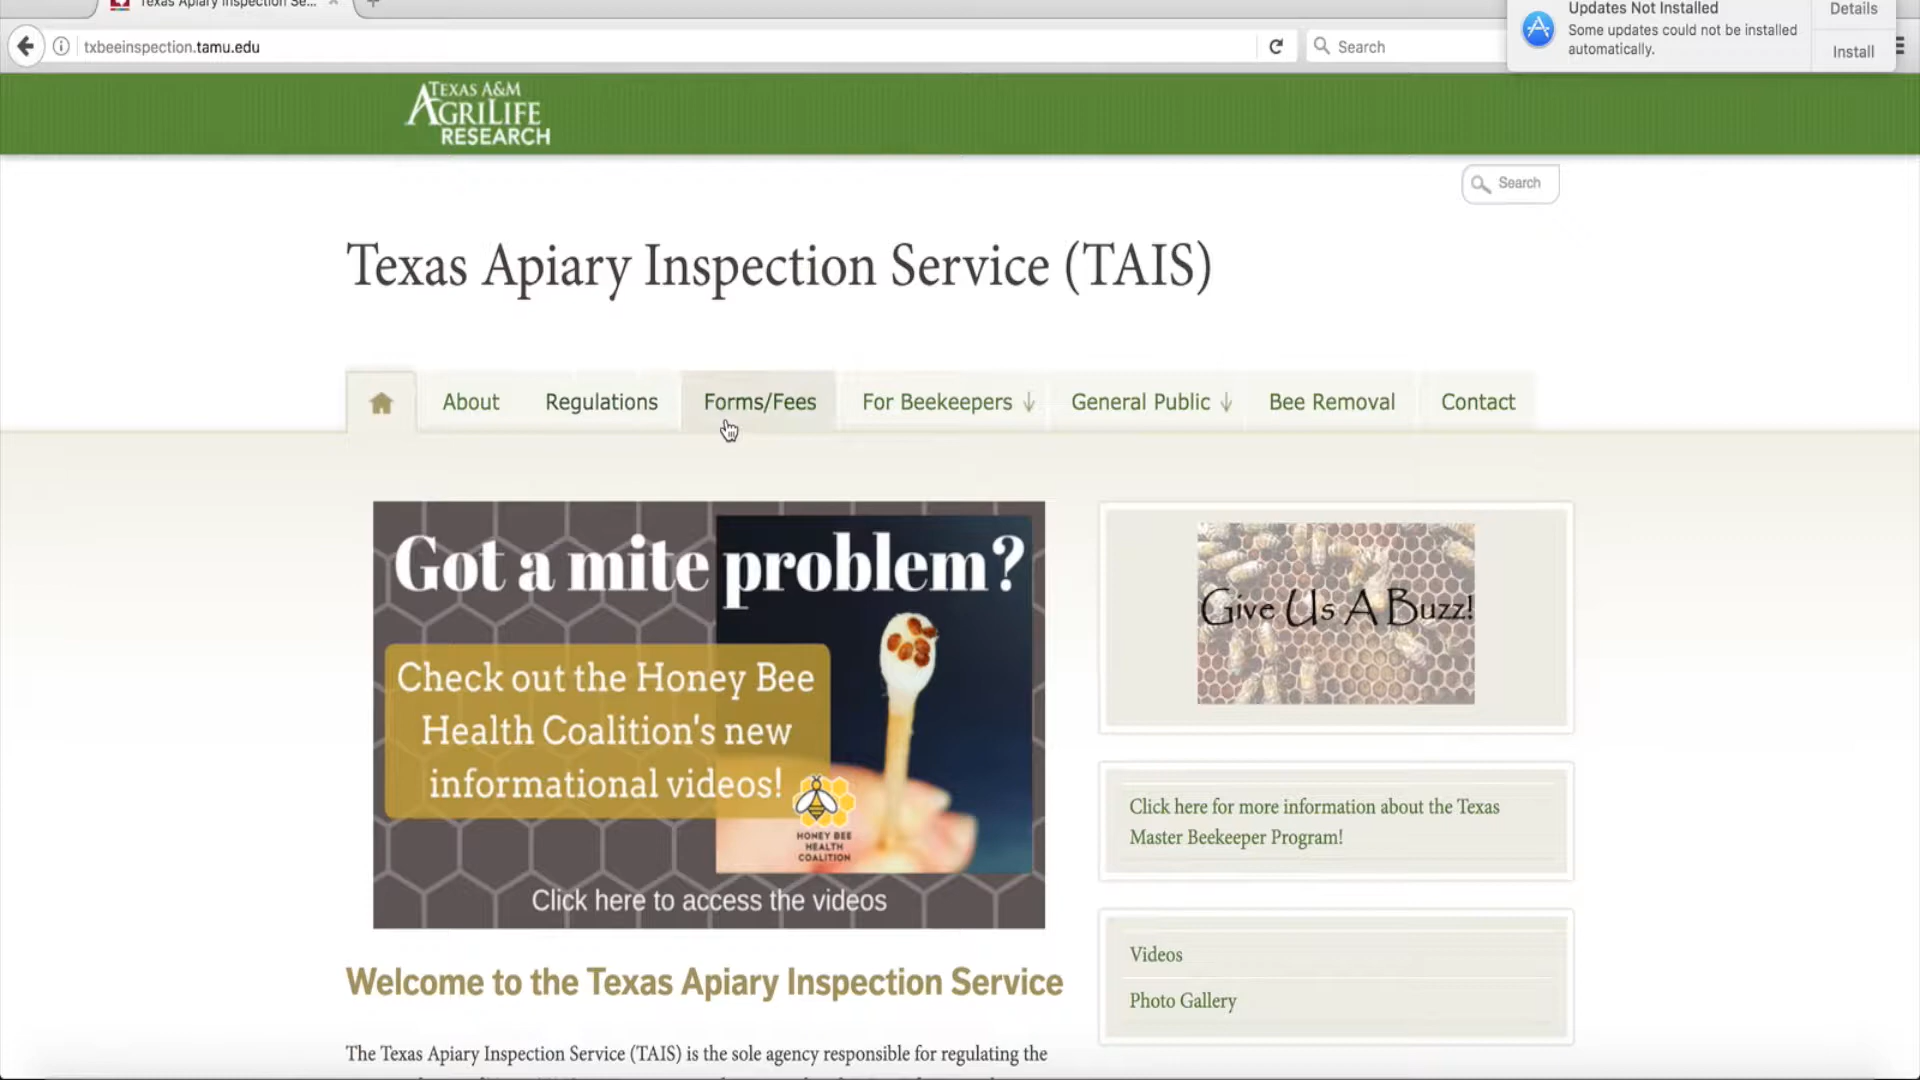 Texas Apiary Inspection Se...
Updates Not Installed
Some updates could not be installed
automatically.
Details
Install
txbeeinspection.tamu.edu
Search
TEXAS A&M
AGRILIFE
RESEARCH
Search
Texas Apiary Inspection Service (TAIS)
About
Regulations
Forms/Fees
For Beekeepers
General Public
Bee Removal
Contact
Got a mite problem?
Check out the Honey Bee
Health Coalition's new
informational videos!
HONEY BEE
HEALTH
COALITION
Click here to access the videos
Give Us A Buzz!
Click here for more information about the Texas
Master Beekeeper Program!
Videos
Photo Gallery
Welcome to the Texas Apiary Inspection Service
The Texas Apiary Inspection Service (TAIS) is the sole agency responsible for regulating the